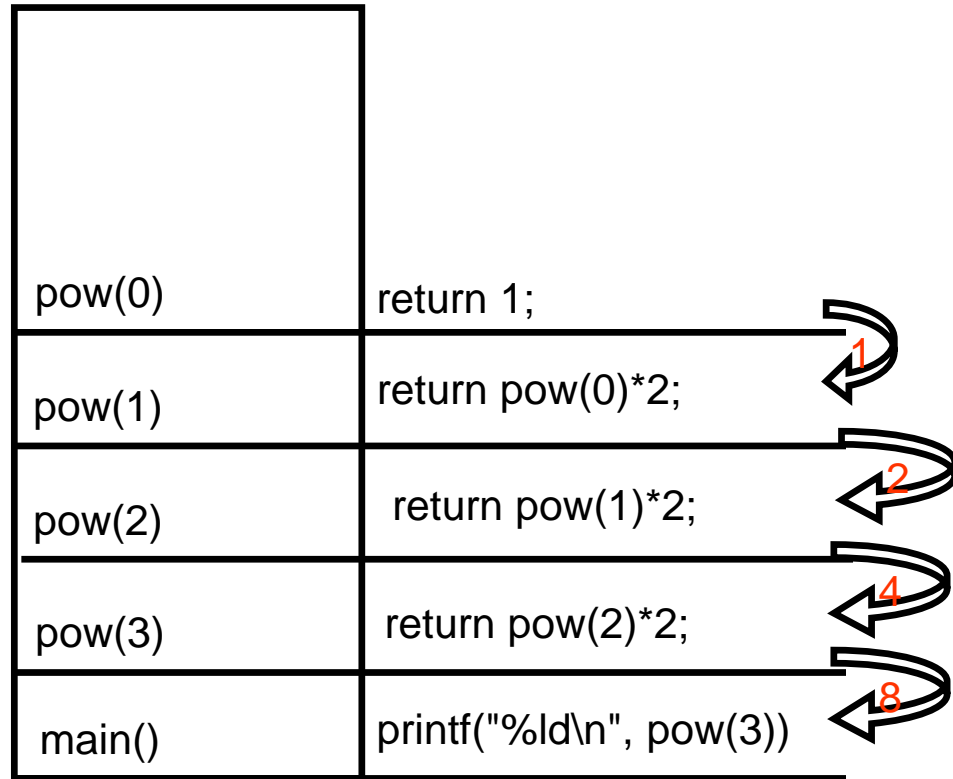 pow(0) return 1;
1
pow(1) return pow(0)*2;
2
pow(2) return pow(1)*2;
4
pow(3) return pow(2)*2;
8
main() printf("%ld\n", pow(3))